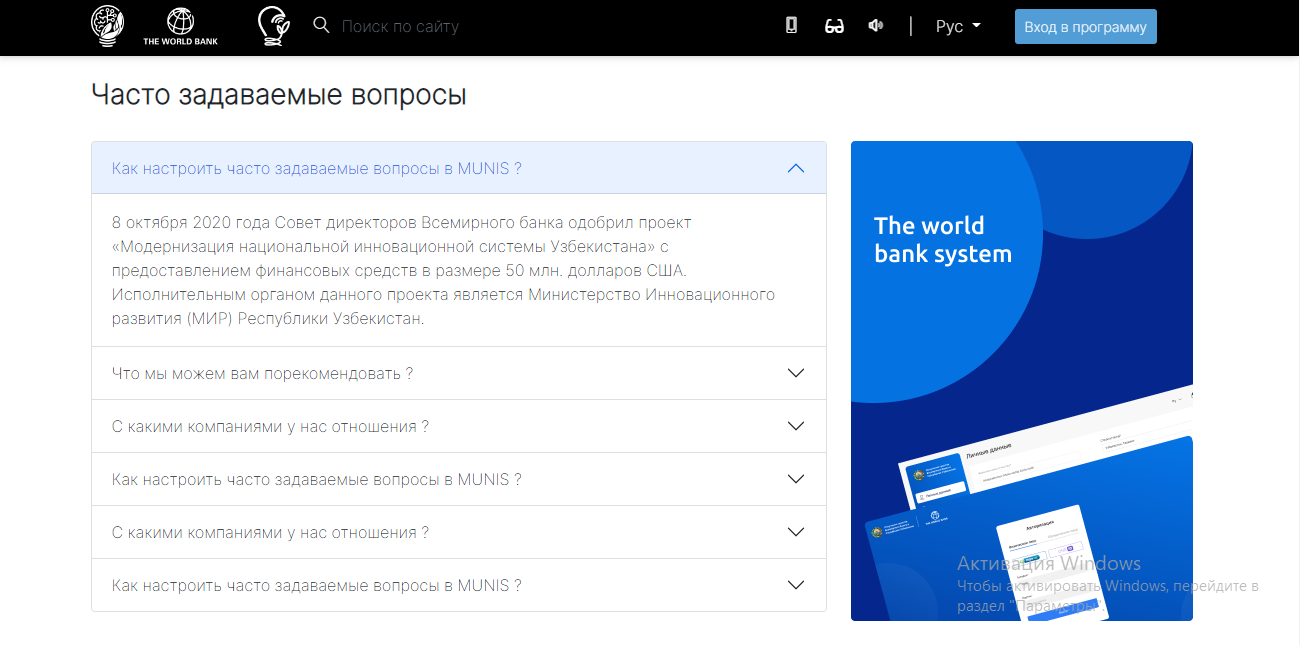 THE WORLD BANK
Поиск по сайту
Рус
Вход в программу
Часто задаваемые вопросы
Как настроить часто задаваемые вопросы в MUNIS ?
8 октября 2020 года Совет директоров Всемирного банка одобрил проект
«Модернизация национальной инновационной системы Узбекистана» с
предоставлением финансовых средств в размере 50 млн. долларов США.
Исполнительным органом данного проекта является Министерство Инновационного
развития (МИР) Республики Узбекистан.
Что мы можем вам порекомендовать ?
С какими компаниями у нас отношения ?
Как настроить часто задаваемые вопросы в MUNIS ?
С какими компаниями у нас отношения ?
Как настроить часто задаваемые вопросы в MUNIS ?
The world
bank system
Личные данные
THE WORLD BANK
Авторизация
Активация Windows
Чтобы активировать Windows, перейдите в
раздел "Параметры".